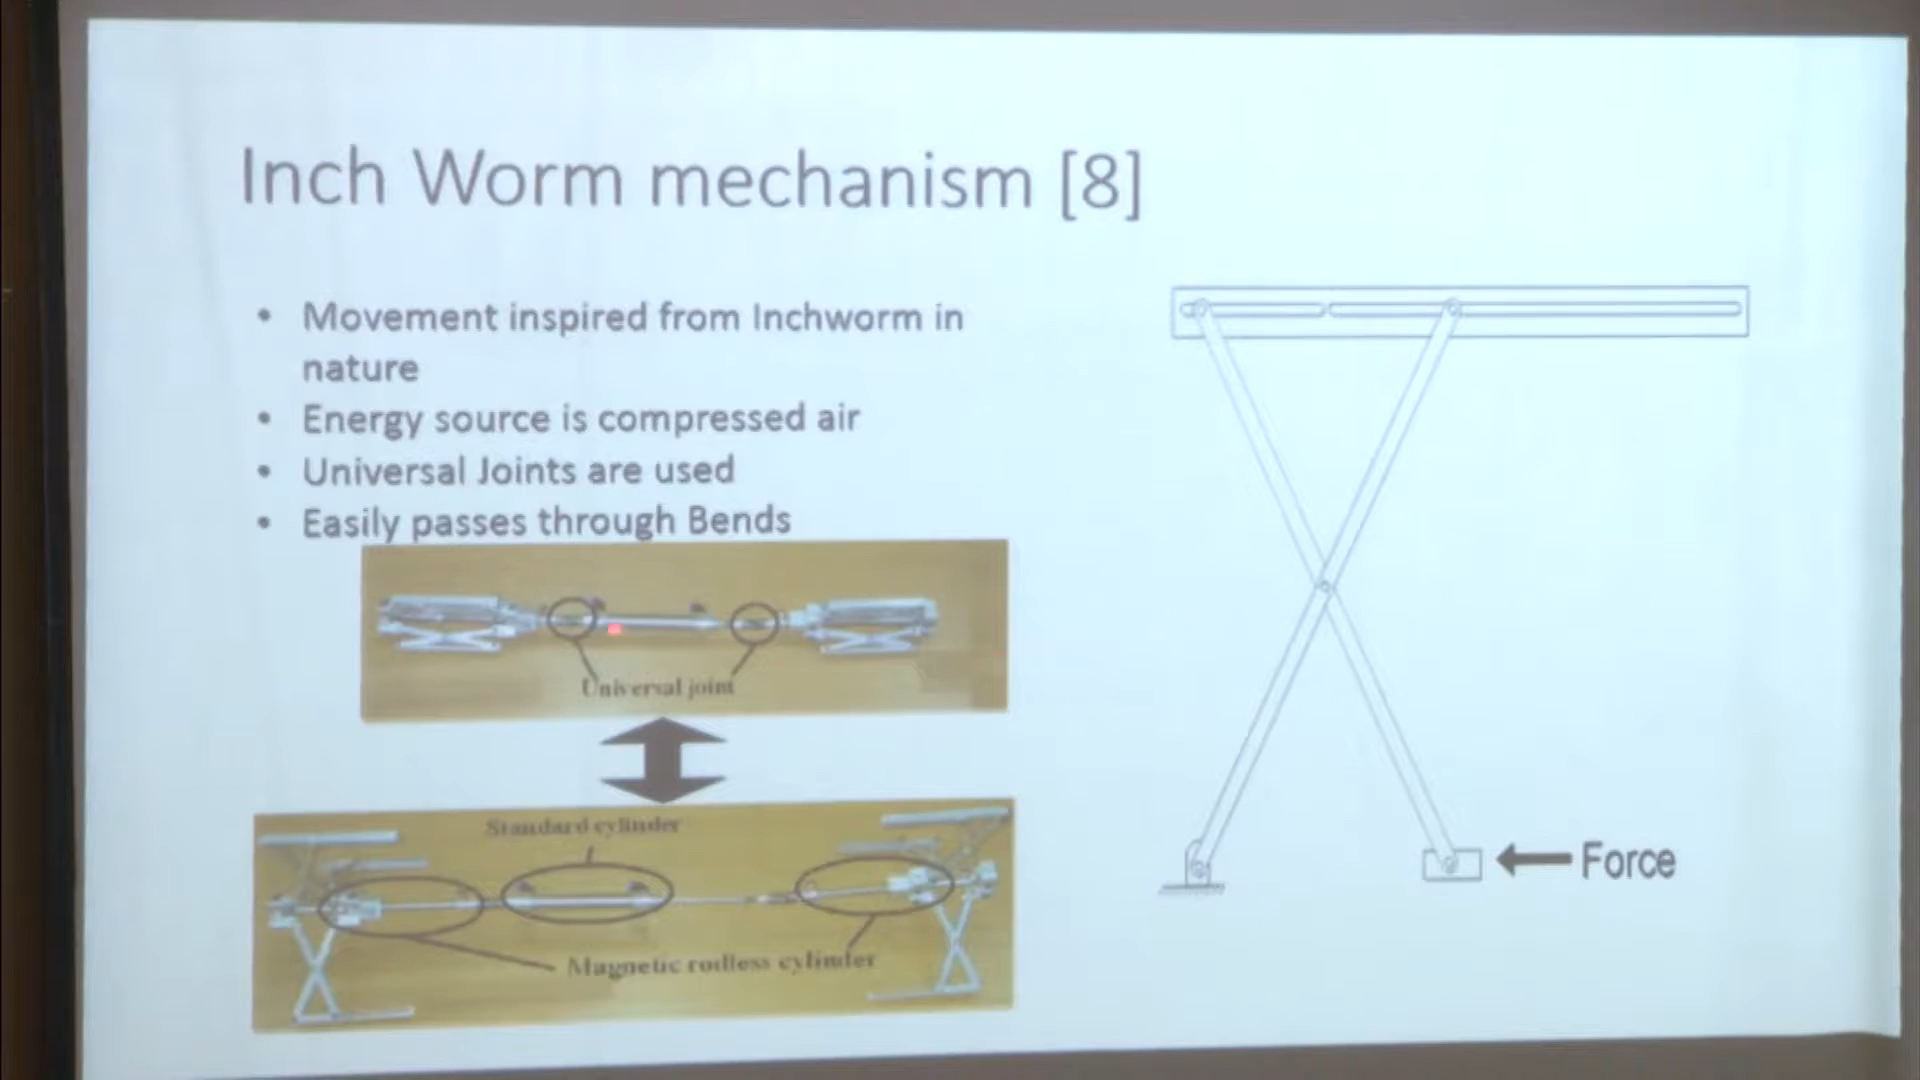 Inch Worm mechanism [8]
• Movement inspired from Inchworm in
nature
• Energy source is compressed air
• Universal Joints are used
• Easily passes through Bends
Universal joint
Standard cylinder
Magnetic rodless cylinder
Force